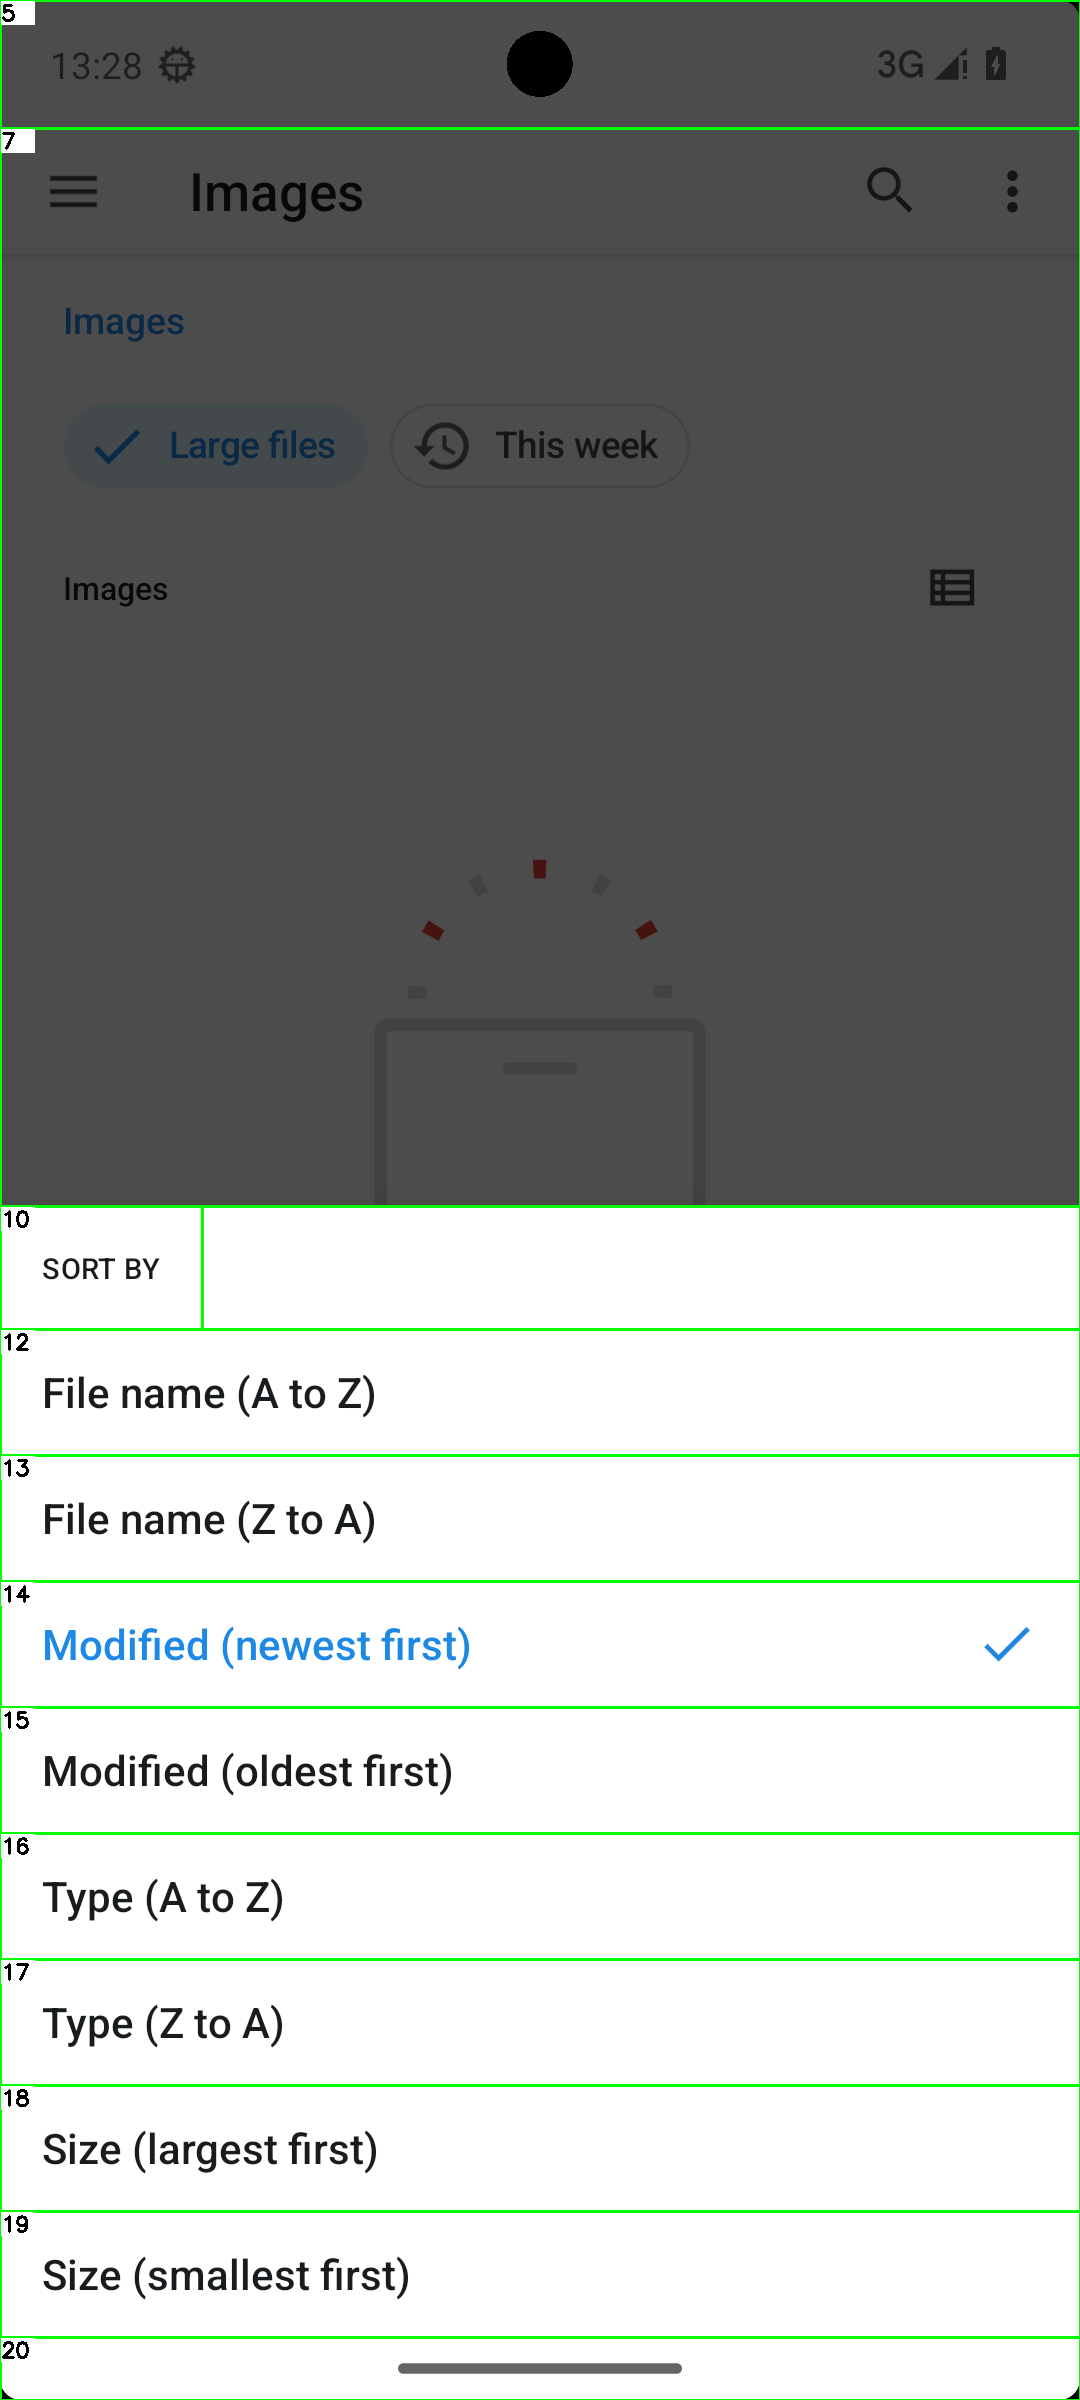 5
13:28
3G
7
Images
Images
Large files
This week
Images
10
SORT BY
12
File name (A to Z)
13
File name (Z to A)
14
Modified (newest first)
15
Modified (oldest first)
16
Type (A to Z)
17
Type (Z to A)
18
Size (largest first)
19
Size (smallest first)
20